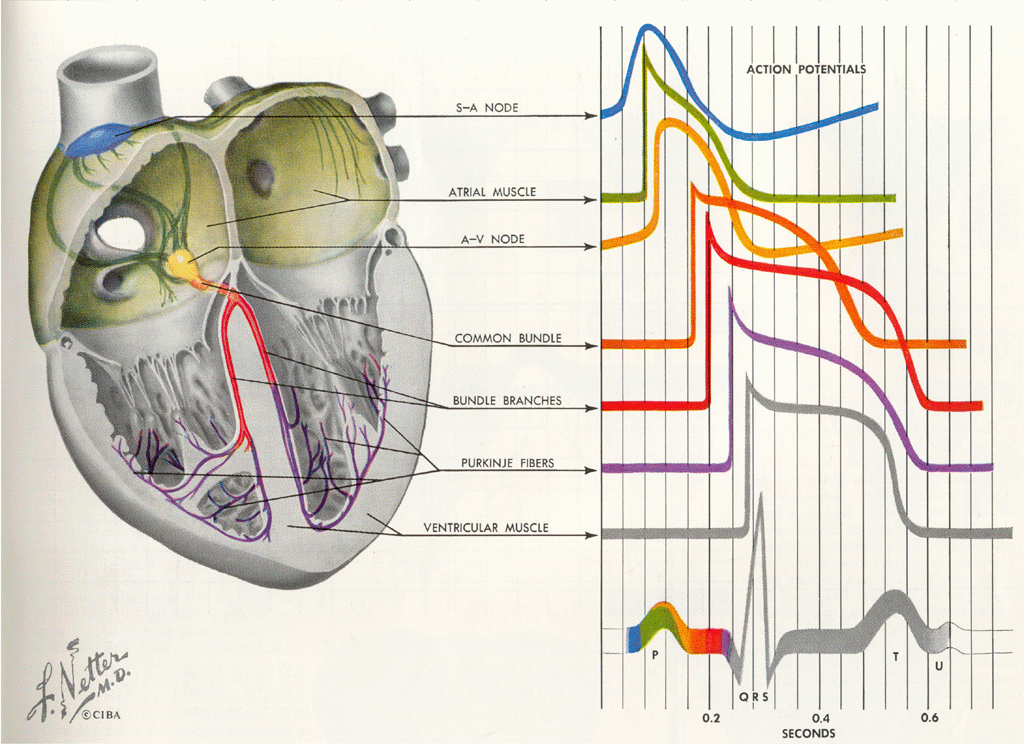 ACTION POTENTIALS
S–A NODE
ATRIAL MUSCLE
A–V NODE
COMMON BUNDLE
BUNDLE BRANCHES
PURKINJE FIBERS
VENTRICULAR MUSCLE
P
T
U
Q R S
0.2 0.4 0.6
SECONDS
F. Netter
M.D.
©CIBA